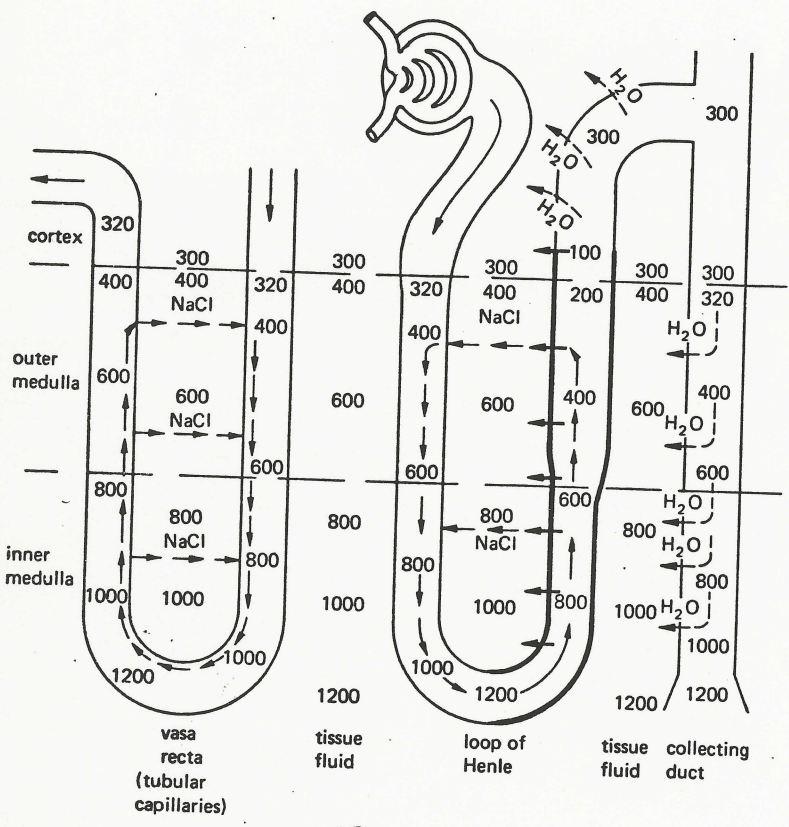 H₂O
300
300
H₂O
H₂O
320
cortex
100
300
300
300
300
300
400
400
320
400
320
400
200
400
320
NaCl
NaCl
400
400
H₂O
outer
medulla
600
600
NaCl
600
600
400
600
400
H₂O
600
600
600
600
800
800
NaCl
800
800
NaCl
800
H₂O
H₂O
inner
medulla
800
800
800
1000
1000
1000
1000
800
1000
H₂O
1000
1000
1000
1200
1200
1200
1200
1200
vasa
recta
(tubular
capillaries)
tissue
fluid
loop of
Henle
tissue
fluid
collecting
duct